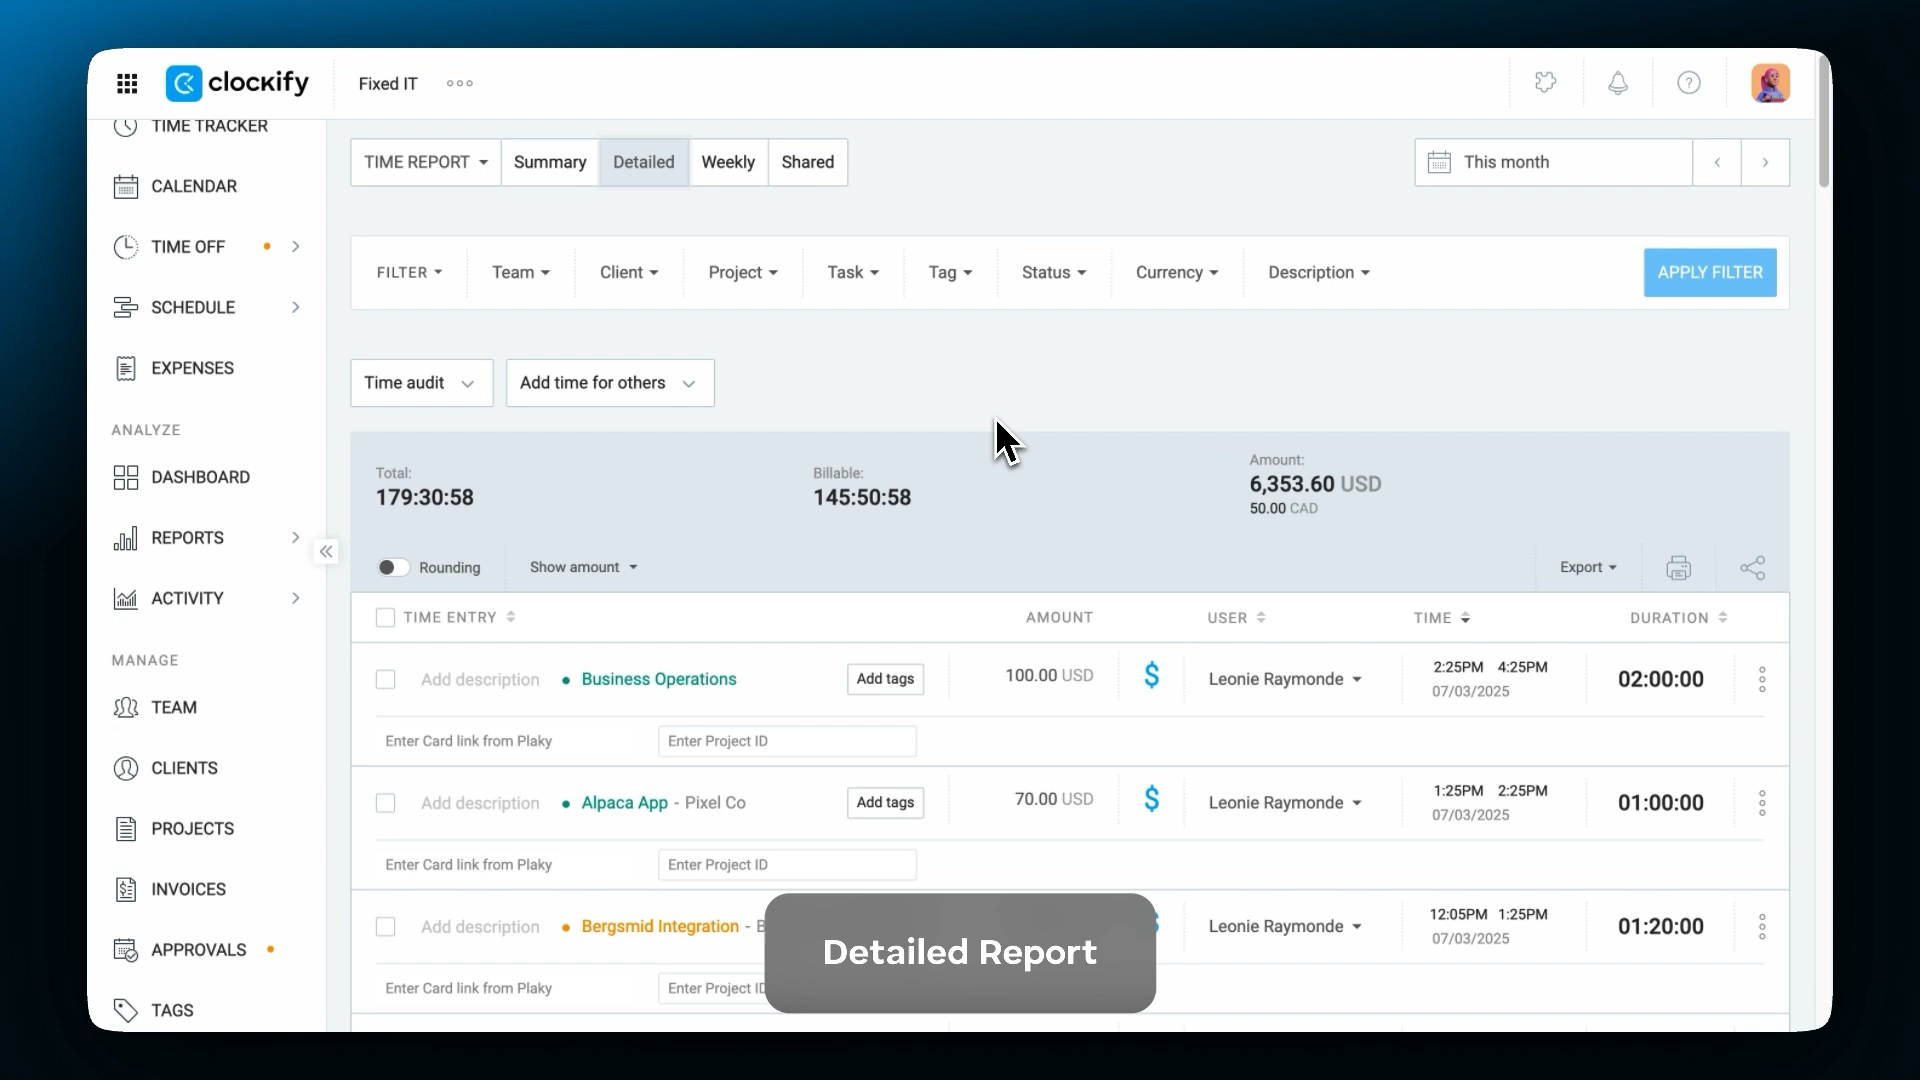 clockify
Fixed IT
TIME TRACKER
CALENDAR
TIME OFF
SCHEDULE
EXPENSES
ANALYZE
DASHBOARD
REPORTS
ACTIVITY
MANAGE
TEAM
CLIENTS
PROJECTS
INVOICES
APPROVALS
TAGS
TIME REPORT Summary Detailed Weekly Shared
This month
FILTER Team Client Project Task Tag Status Currency Description APPLY FILTER
Time audit Add time for others
Total:
179:30:58
Billable:
145:50:58
Amount:
6,353.60 USD
50.00 CAD
Rounding Show amount Export
TIME ENTRY AMOUNT USER TIME DURATION
Add description • Business Operations Add tags 100.00 USD $ Leonie Raymonde 2:25PM 4:25PM 02:00:00
07/03/2025
Enter Card link from Plaky Enter Project ID
Add description • Alpaca App - Pixel Co Add tags 70.00 USD $ Leonie Raymonde 1:25PM 2:25PM 01:00:00
07/03/2025
Enter Card link from Plaky Enter Project ID
Add description • Bergsmid Integration - B Leonie Raymonde 12:05PM 1:25PM 01:20:00
07/03/2025
Enter Card link from Plaky Enter Project ID
Detailed Report